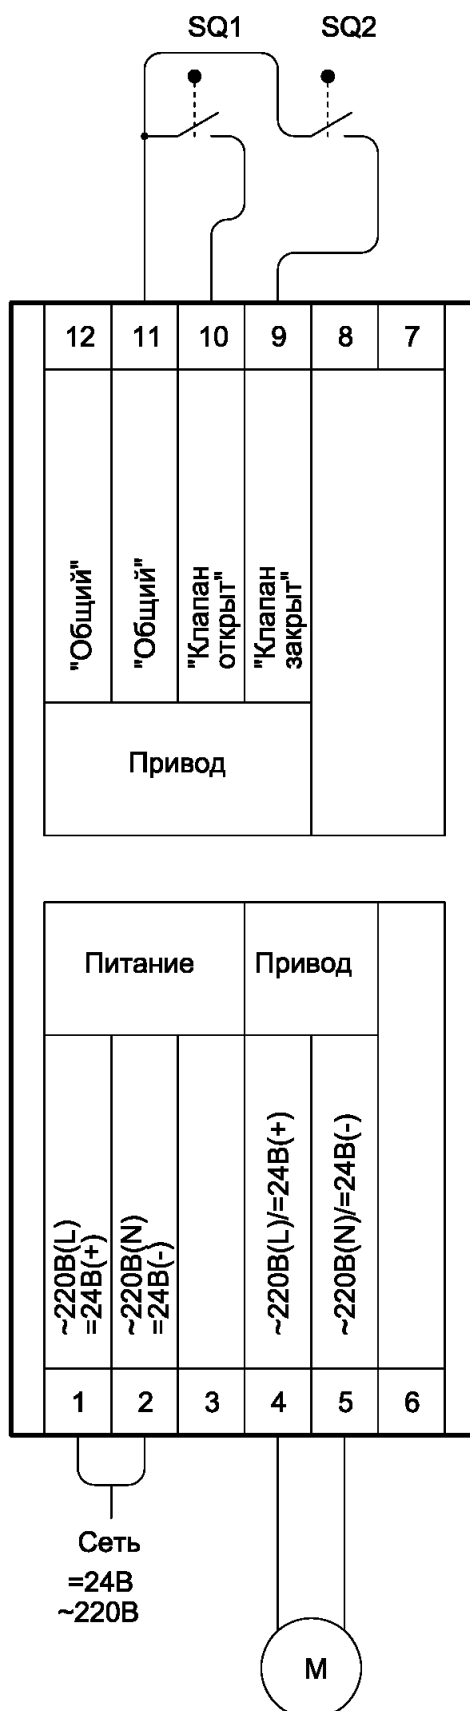 SQ1 SQ2
12 11 10 9 8 7
"Общий"
"Общий"
"Клапан
открыт"
"Клапан
закрыт"
Привод
Питание Привод
~220В(L)
=24В(+)
~220В(N)
=24В(-)
~220В(L)/=24В(+)
~220В(N)/=24В(-)
1 2 3 4 5 6
Сеть
=24В
~220В
М